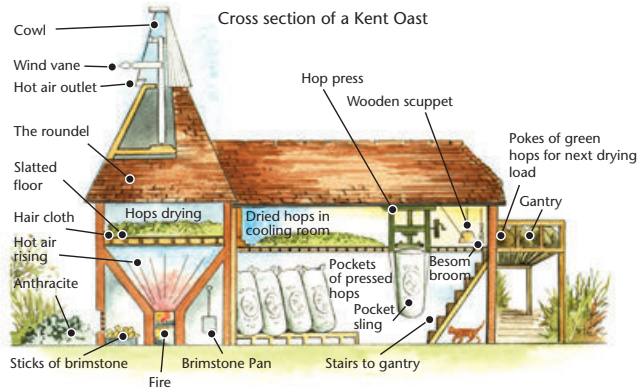 Cross section of a Kent Oast
Cowl
Wind vane
Hot air outlet
The roundel
Slatted
floor
Hair cloth
Hot air
rising
Anthracite
Sticks of brimstone
Fire
Brimstone Pan
Hops drying
Dried hops in
cooling room
Pockets
of pressed
hops
Pocket
sling
Hop press
Wooden scuppet
Besom
broom
Stairs to gantry
Pokes of green
hops for next drying
load
Gantry